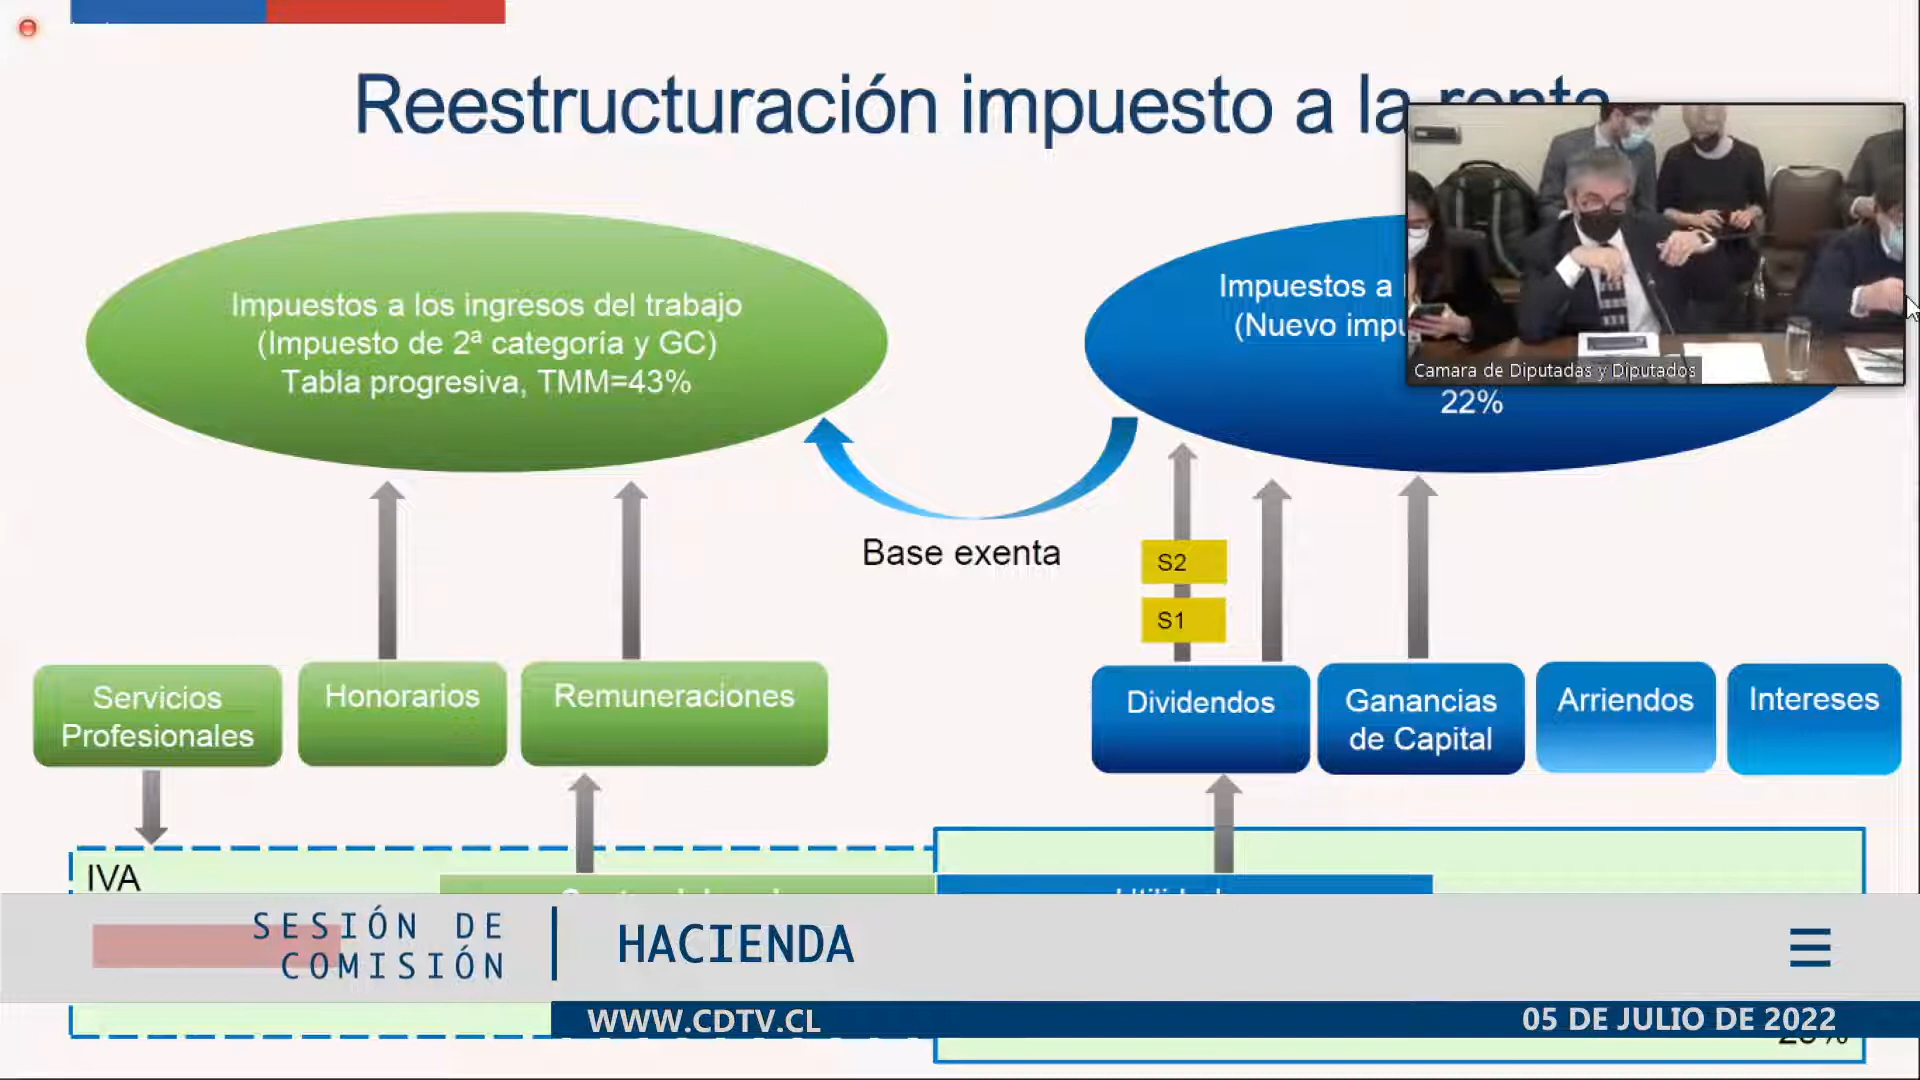 Reestructuración impuesto a la renta
Impuestos a los ingresos del trabajo
(Impuesto de 2ª categoría y GC)
Tabla progresiva, TMM=43%
Impuestos a
(Nuevo
22%
Camara de Diputadas y Diputados
Base exenta
S2
S1
Servicios
Profesionales
Honorarios
Remuneraciones
Dividendos
Ganancias
de Capital
Arriendos
Intereses
IVA
SESIÓN DE
COMISIÓN
HACIENDA
WWW.CDTV.CL
05 DE JULIO DE 2022